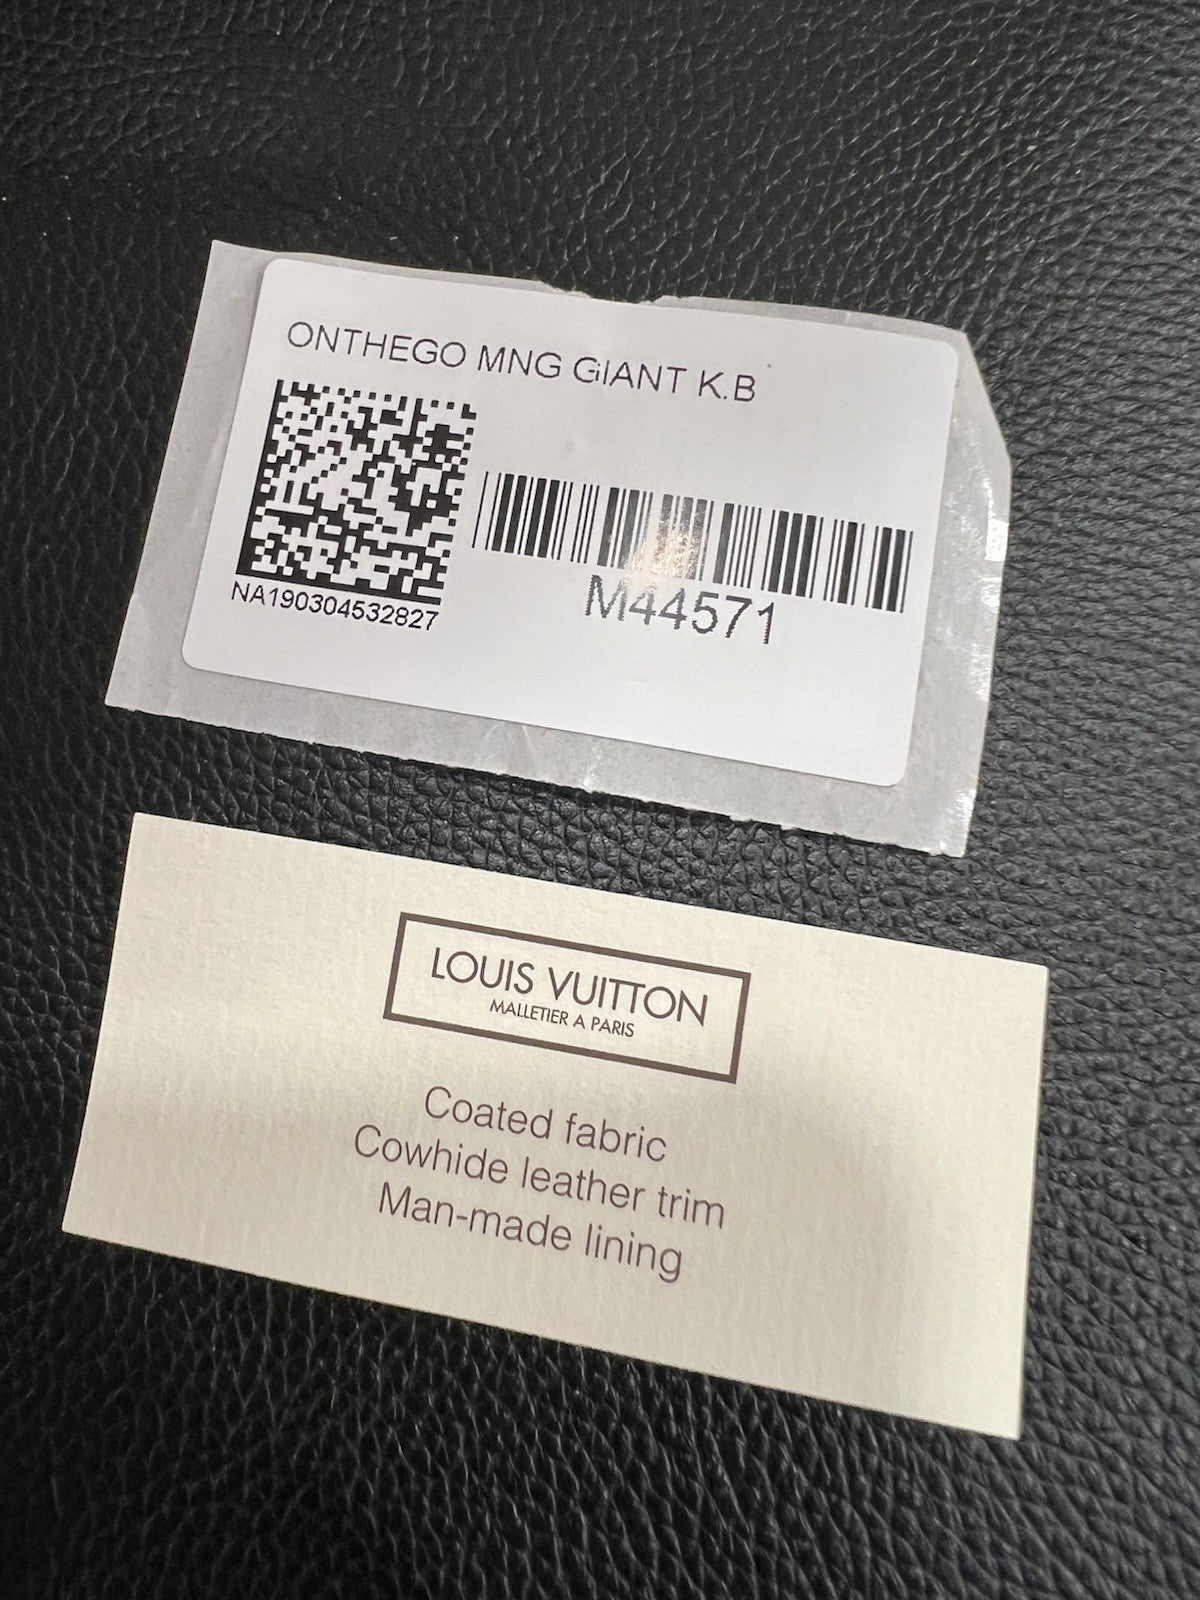 ONTHEGO MNG GIANT K.B
NA190304532827
M44571
LOUIS VUITTON
MALLETIER A PARIS
Coated fabric
Cowhide leather trim
Man-made lining